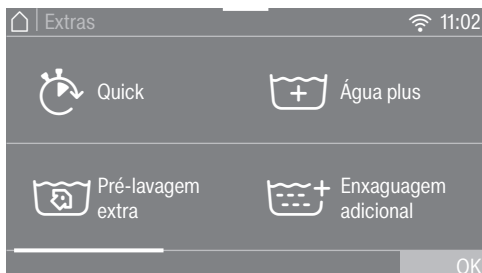 Extras
11:02
Quick
Água plus
Pré-lavagem
extra
Enxaguagem
adicional
OK